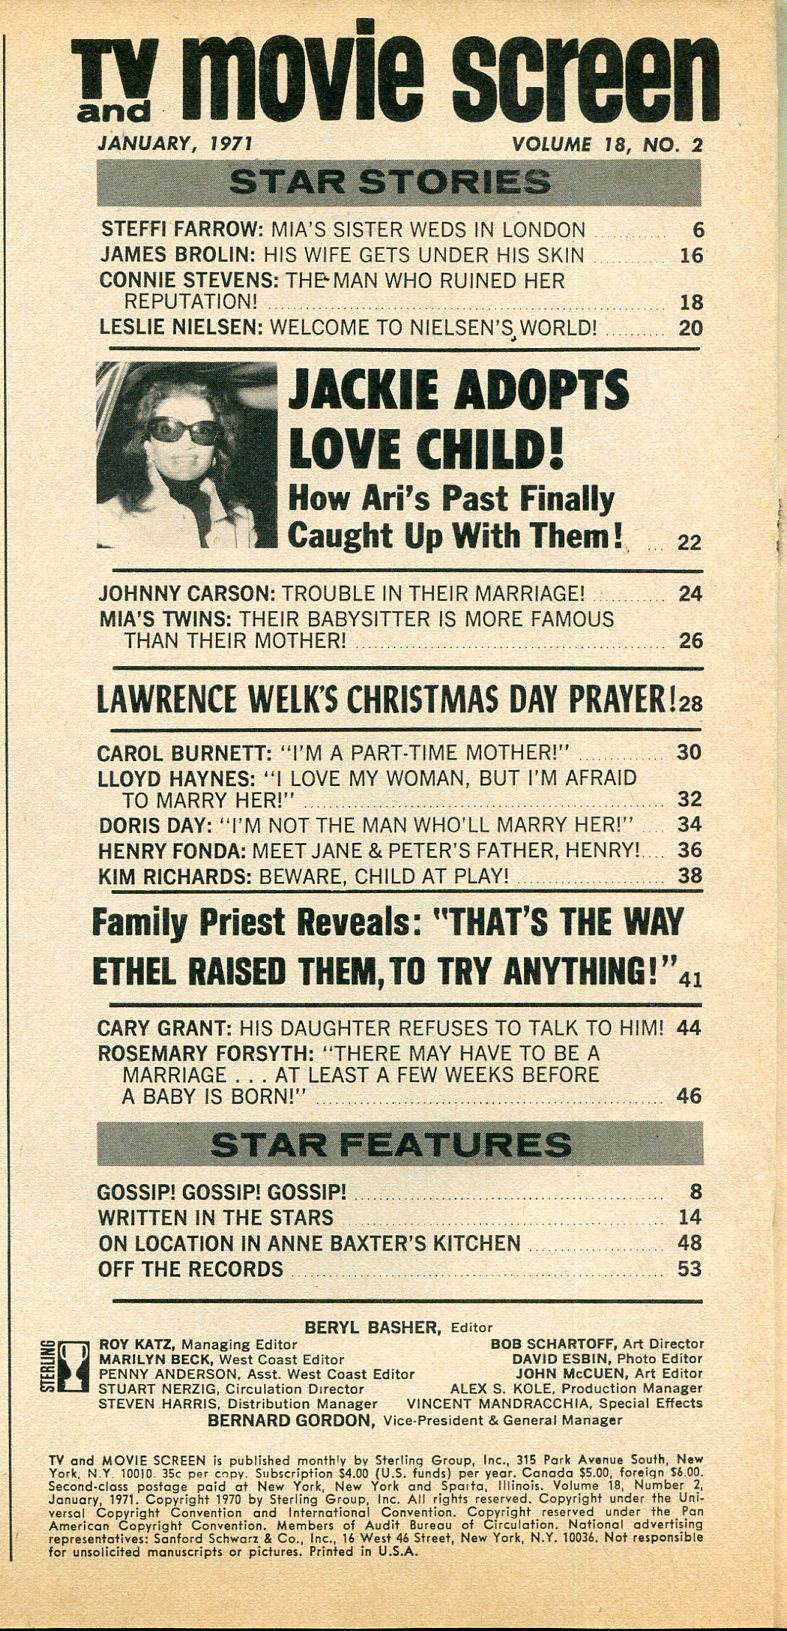 TV and movie screen
JANUARY, 1971 VOLUME 18, NO. 2
STAR STORIES
STEFFI FARROW: MIA'S SISTER WEDS IN LONDON .......... 6
JAMES BROLIN: HIS WIFE GETS UNDER HIS SKIN .......... 16
CONNIE STEVENS: THE MAN WHO RUINED HER
REPUTATION! .......... 18
LESLIE NIELSEN: WELCOME TO NIELSEN'S WORLD! .......... 20
JACKIE ADOPTS
LOVE CHILD!
How Ari's Past Finally
Caught Up With Them! ... 22
JOHNNY CARSON: TROUBLE IN THEIR MARRIAGE! .......... 24
MIA'S TWINS: THEIR BABYSITTER IS MORE FAMOUS
THAN THEIR MOTHER! .......... 26
LAWRENCE WELK'S CHRISTMAS DAY PRAYER! 28
CAROL BURNETT: "I'M A PART-TIME MOTHER!" .......... 30
LLOYD HAYNES: "I LOVE MY WOMAN, BUT I'M AFRAID
TO MARRY HER!" .......... 32
DORIS DAY: "I'M NOT THE MAN WHO'LL MARRY HER!" .... 34
HENRY FONDA: MEET JANE & PETER'S FATHER, HENRY!.... 36
KIM RICHARDS: BEWARE, CHILD AT PLAY! .......... 38
Family Priest Reveals: "THAT'S THE WAY
ETHEL RAISED THEM, TO TRY ANYTHING!" 41
CARY GRANT: HIS DAUGHTER REFUSES TO TALK TO HIM! 44
ROSEMARY FORSYTH: "THERE MAY HAVE TO BE A
MARRIAGE . . . AT LEAST A FEW WEEKS BEFORE
A BABY IS BORN!" .......... 46
STAR FEATURES
GOSSIP! GOSSIP! GOSSIP! .......... 8
WRITTEN IN THE STARS .......... 14
ON LOCATION IN ANNE BAXTER'S KITCHEN .......... 48
OFF THE RECORDS .......... 53
BERYL BASHER, Editor
STERLING
ROY KATZ, Managing Editor BOB SCHARTOFF, Art Director
MARILYN BECK, West Coast Editor DAVID ESBIN, Photo Editor
PENNY ANDERSON, Asst. West Coast Editor JOHN McCUEN, Art Editor
STUART NERZIG, Circulation Director ALEX S. KOLE, Production Manager
STEVEN HARRIS, Distribution Manager VINCENT MANDRACCHIA, Special Effects
BERNARD GORDON, Vice-President & General Manager
TV and MOVIE SCREEN is published monthly by Sterling Group, Inc., 315 Park Avenue South, New
York, N.Y. 10010. 35c per copy. Subscription $4.00 (U.S. funds) per year. Canada $5.00, foreign $6.00.
Second-class postage paid at New York, New York and Sparta, Illinois. Volume 18, Number 2,
January, 1971. Copyright 1970 by Sterling Group, Inc. All rights reserved. Copyright under the Uni-
versal Copyright Convention and International Convention. Copyright reserved under the Pan
American Copyright Convention. Members of Audit Bureau of Circulation. National advertising
representatives: Sanford Schwarz & Co., Inc., 16 West 46 Street, New York, N.Y. 10036. Not responsible
for unsolicited manuscripts or pictures. Printed in U.S.A.